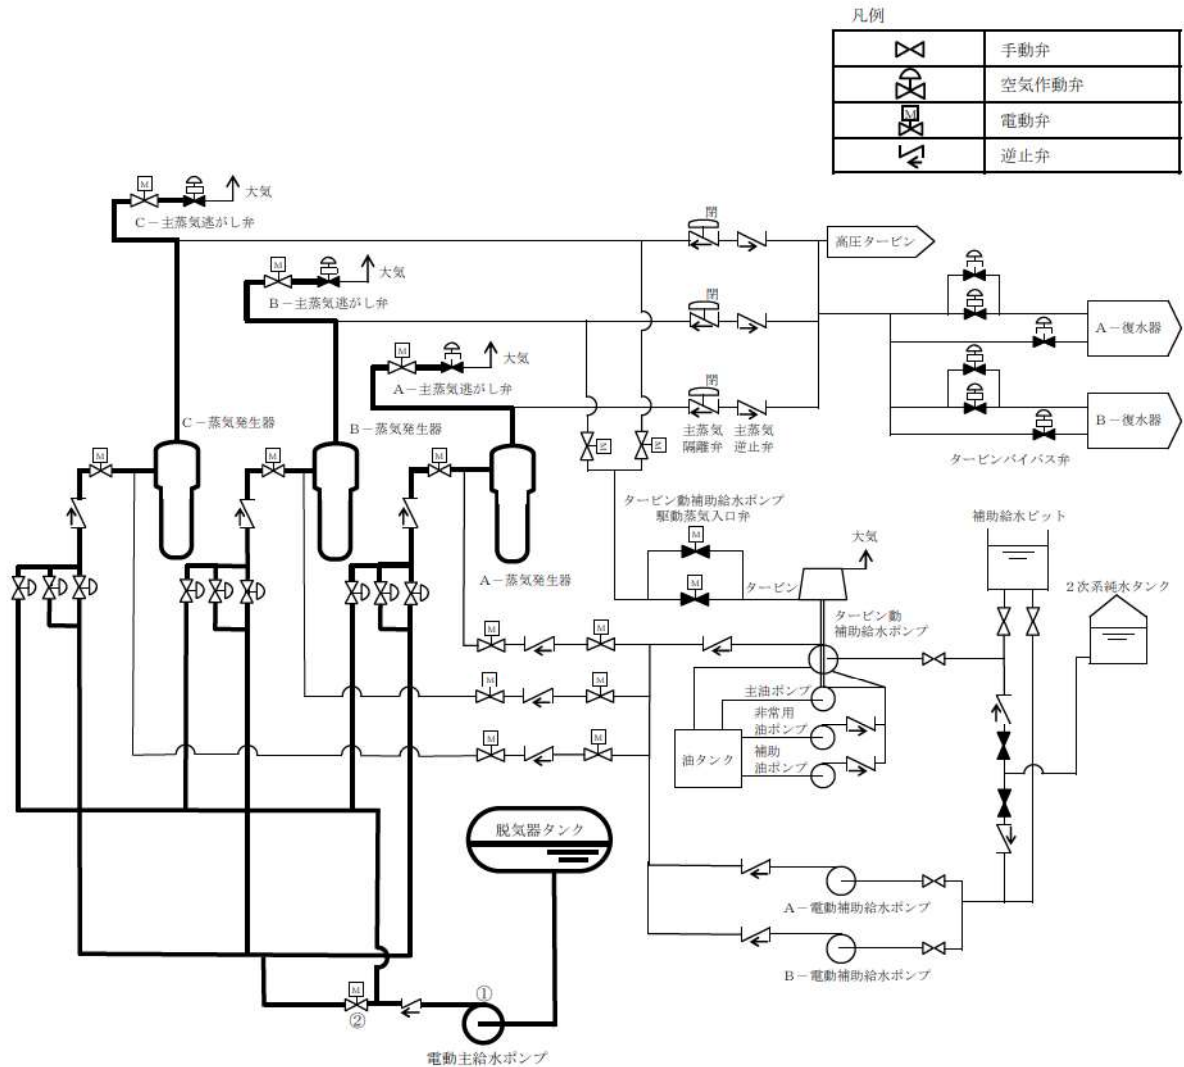 凡例
手動弁
空気作動弁
M
電動弁
逆止弁
M
大気
C－主蒸気逃がし弁
M
大気
B－主蒸気逃がし弁
M
大気
A－主蒸気逃がし弁
閉
高圧タービン
閉
A－復水器
閉
主蒸気
隔離弁
主蒸気
逆止弁
B－復水器
タービンバイパス弁
C－蒸気発生器
B－蒸気発生器
A－蒸気発生器
M
M
M
M
M
タービン動補助給水ポンプ
駆動蒸気入口弁
M
M
タービン
大気
補助給水ピット
2次系純水タンク
タービン動
補助給水ポンプ
M
M
M
M
M
M
主油ポンプ
非常用
油ポンプ
補助
油ポンプ
油タンク
脱気器タンク
A－電動補助給水ポンプ
B－電動補助給水ポンプ
M
①
②
電動主給水ポンプ